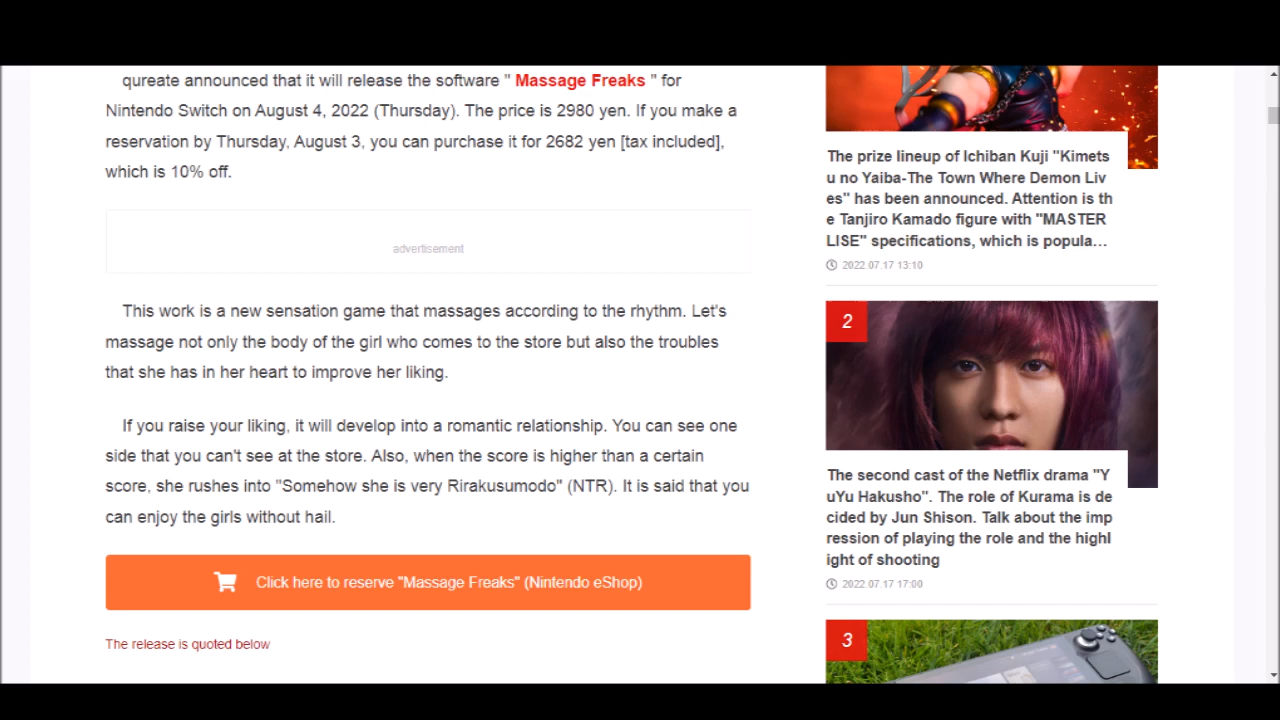 qureate announced that it will release the software " Massage Freaks " for
Nintendo Switch on August 4, 2022 (Thursday). The price is 2980 yen. If you make a
reservation by Thursday, August 3, you can purchase it for 2682 yen [tax included],
which is 10% off.
advertisement
This work is a new sensation game that massages according to the rhythm. Let's
massage not only the body of the girl who comes to the store but also the troubles
that she has in her heart to improve her liking.
If you raise your liking, it will develop into a romantic relationship. You can see one
side that you can't see at the store. Also, when the score is higher than a certain
score, she rushes into "Somehow she is very Rirakusumodo" (NTR). It is said that you
can enjoy the girls without hail.
Click here to reserve "Massage Freaks" (Nintendo eShop)
The release is quoted below
The prize lineup of Ichiban Kuji "Kimets
u no Yaiba-The Town Where Demon Liv
es" has been announced. Attention is th
e Tanjiro Kamado figure with "MASTER
LISE" specifications, which is popula...
2022.07.17 13:10
2
The second cast of the Netflix drama "Y
uYu Hakusho". The role of Kurama is de
cided by Jun Shison. Talk about the imp
ression of playing the role and the highl
ight of shooting
2022.07.17 17:00
3